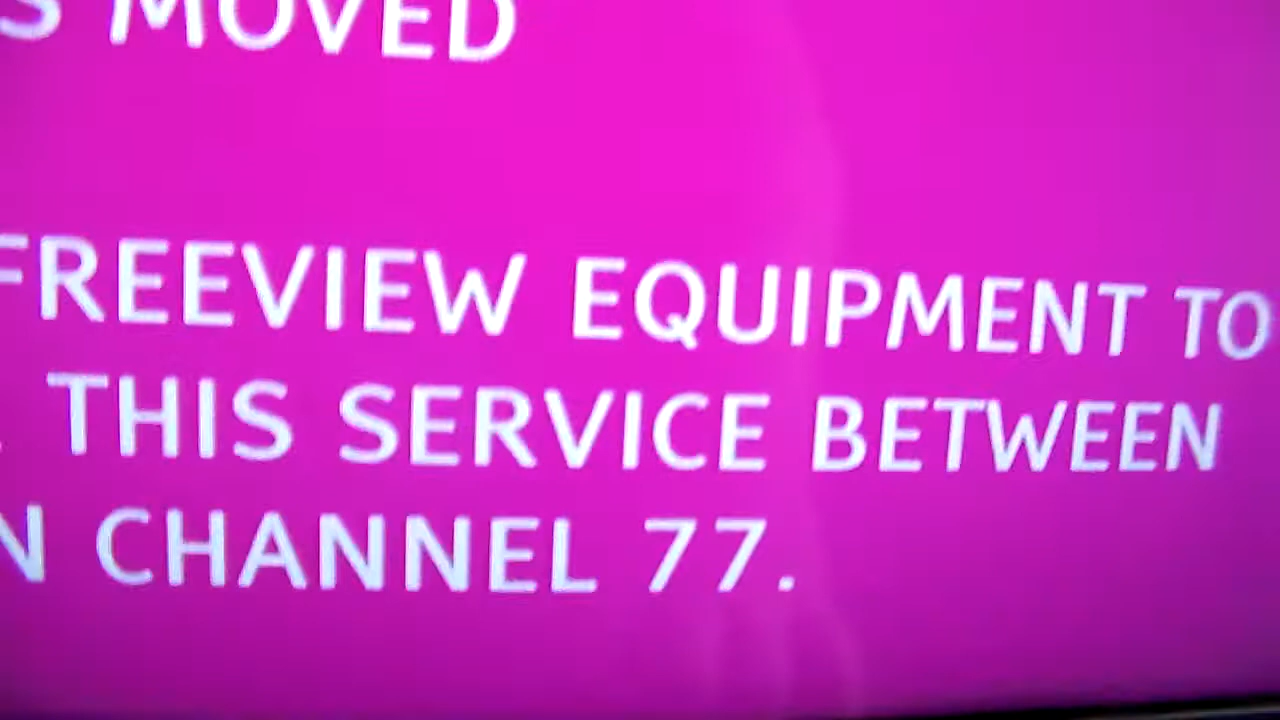 MOVED
FREEVIEW EQUIPMENT TO
THIS SERVICE BETWEEN
CHANNEL 77.